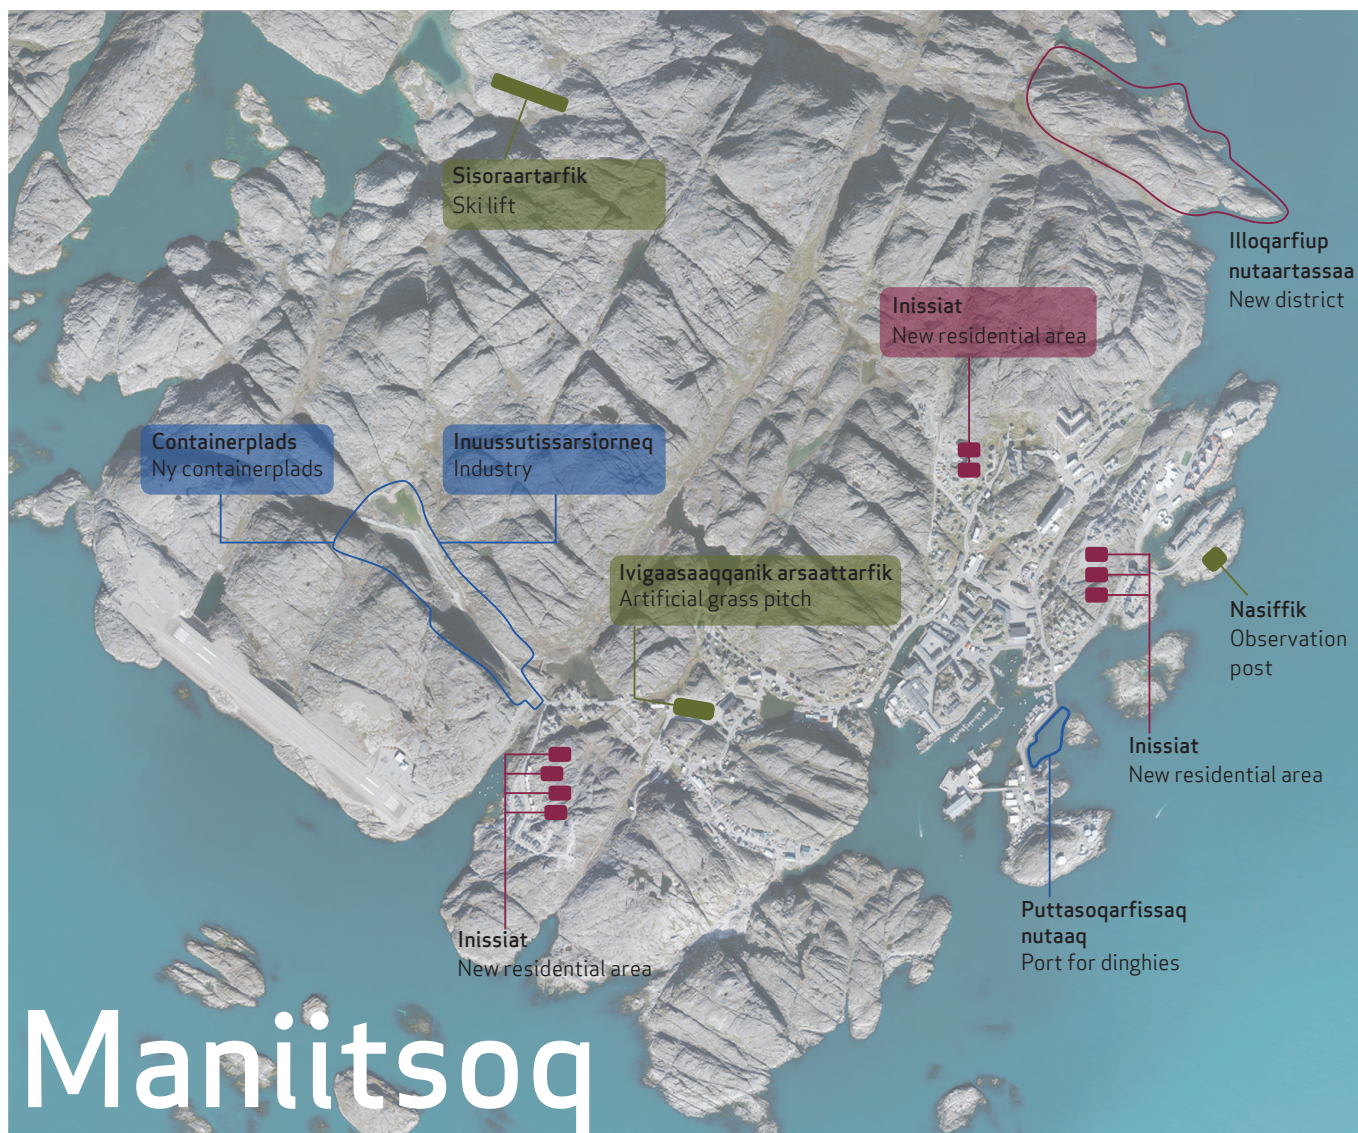 Sisoraartarfik
Ski lift
Illoqarfiup
nutaartassaa
New district
Inissiat
New residential area
Containerplads
Ny containerplads
Inuussutissarsiorneq
Industry
Ivigaasaaqqanik arsaattarfik
Artificial grass pitch
Nasiffik
Observation
post
Inissiat
New residential area
Puttasoqarfissaq
nutaaq
Port for dinghies
Inissiat
New residential area
Maniitsoq